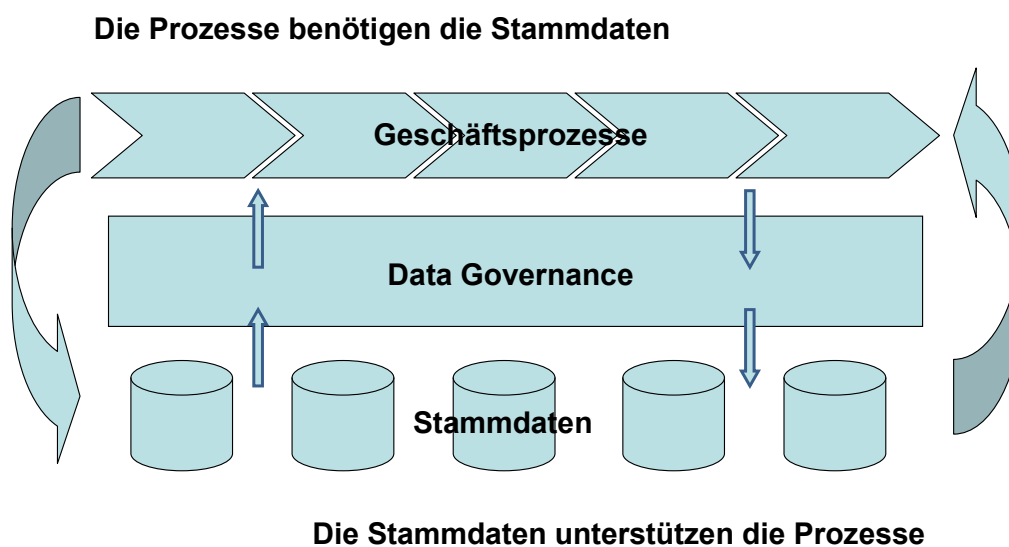 Die Prozesse benötigen die Stammdaten
Geschäftsprozesse
Data Governance
Stammdaten
Die Stammdaten unterstützen die Prozesse